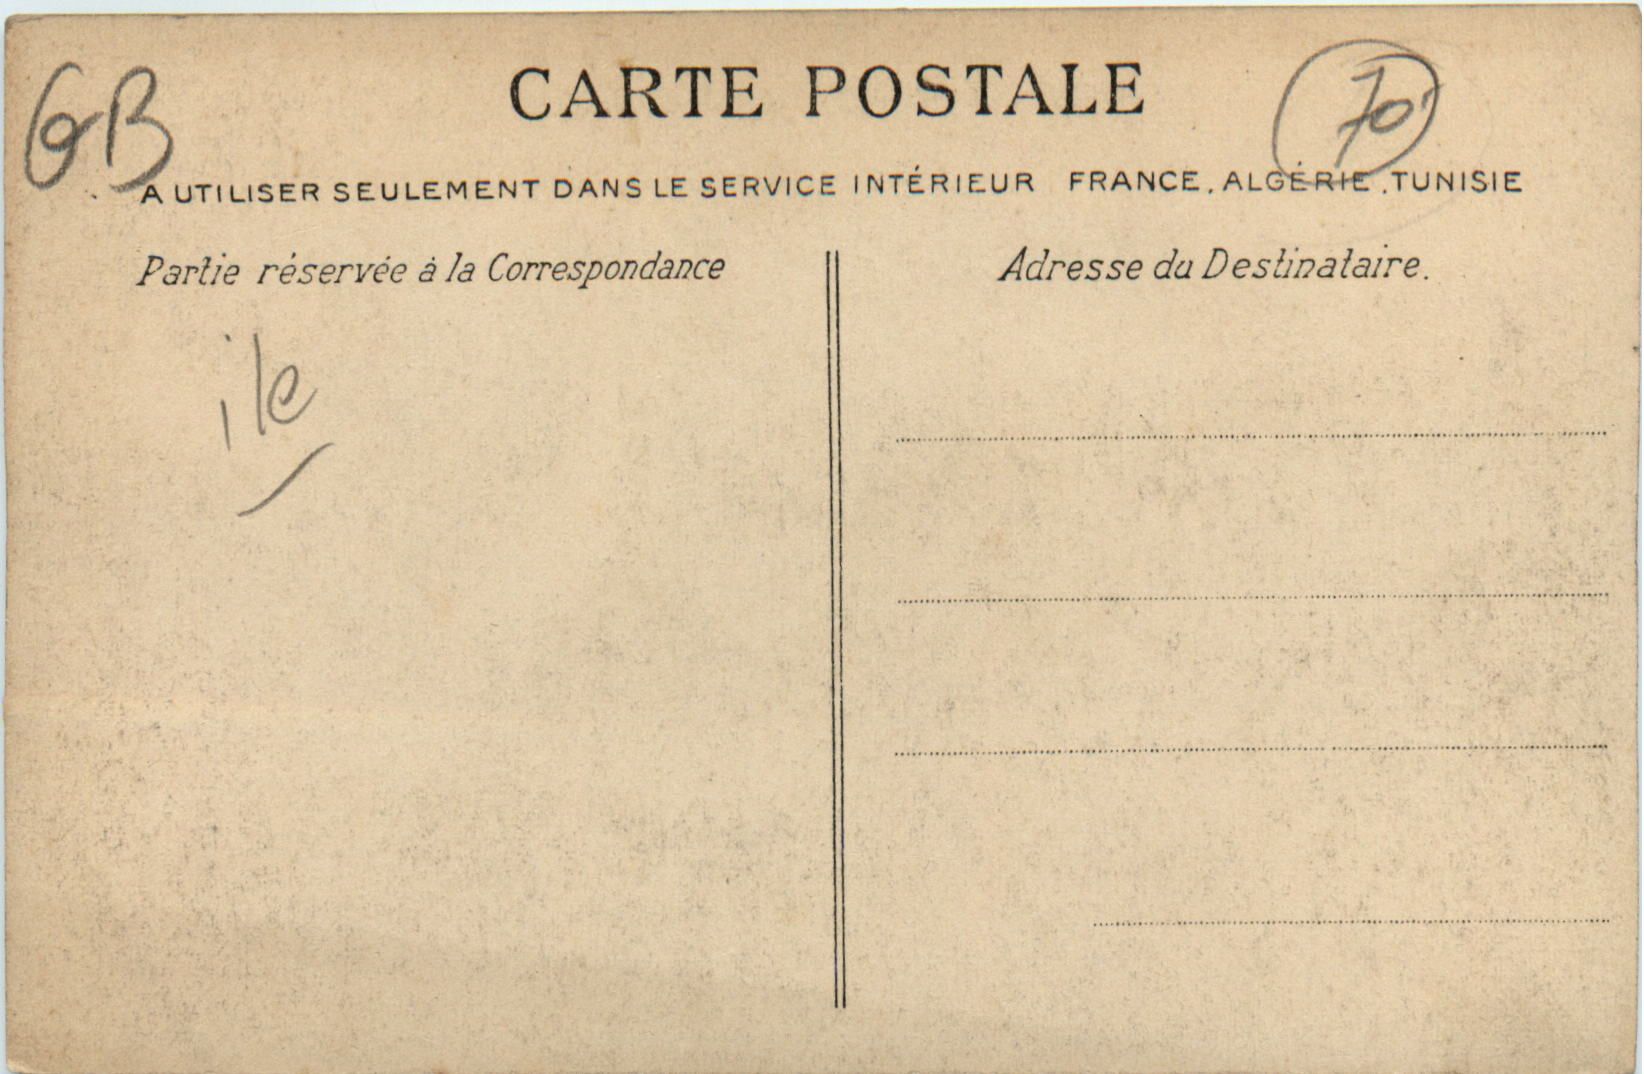 GB
CARTE POSTALE
70
A UTILISER SEULEMENT DANS LE SERVICE INTÉRIEUR FRANCE, ALGÉRIE, TUNISIE
Partie réservée à la Correspondance
Adresse du Destinataire.